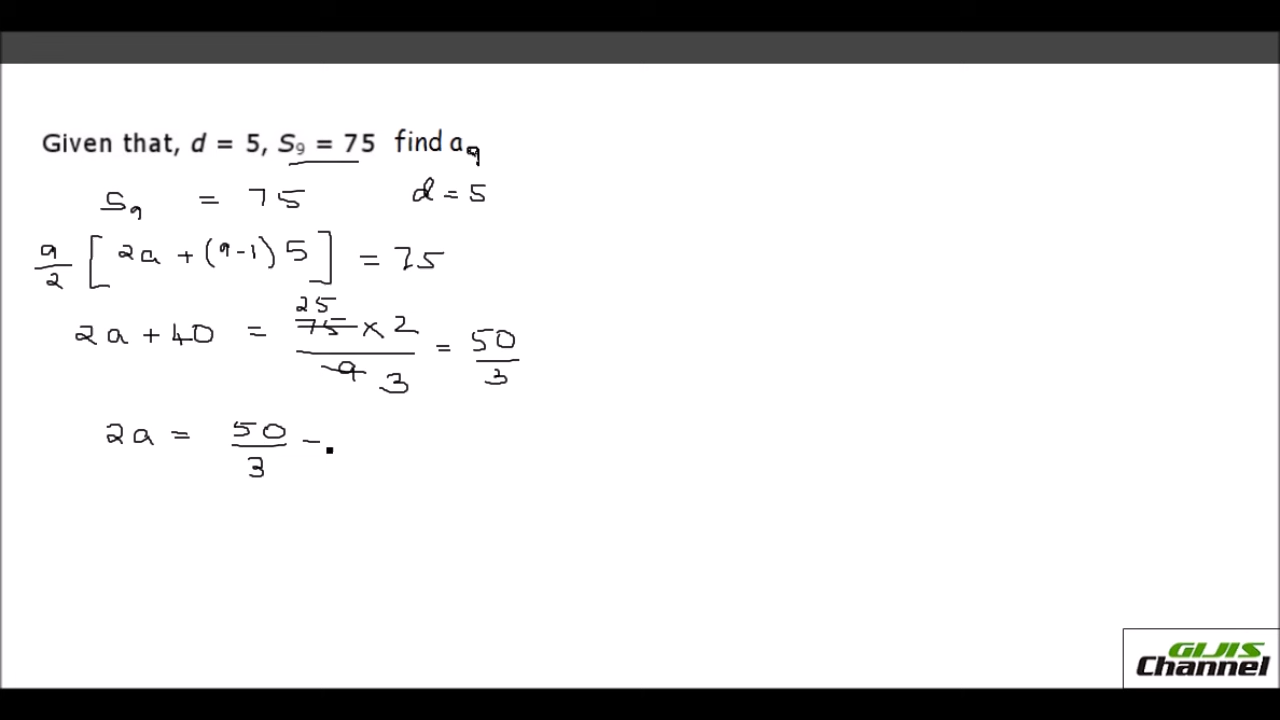 Given that, d = 5, S₉ = 75 find a₉
S₉ = 75 d = 5
9/2 [2a + (9-1) 5] = 75
2a + 40 = 75 25 × 2 / 9 3 = 50/3
2a = 50/3 -
GIJIS
Channel